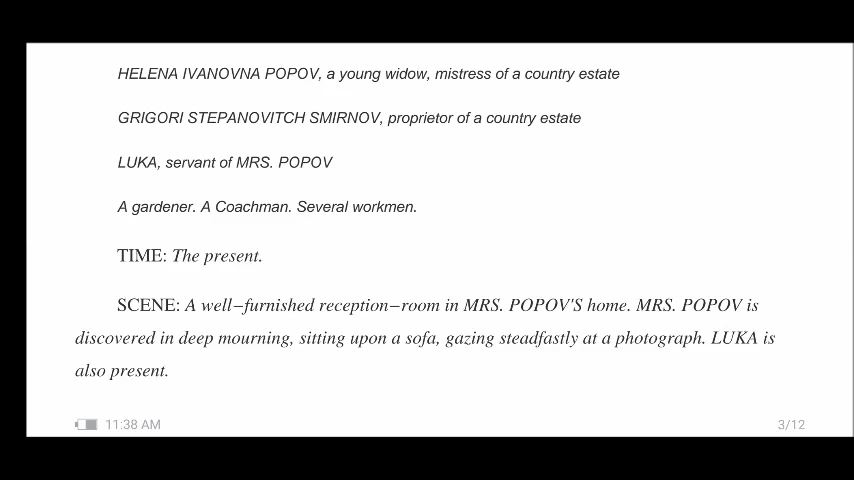 HELENA IVANOVNA POPOV, a young widow, mistress of a country estate
GRIGORI STEPANOVITCH SMIRNOV, proprietor of a country estate
LUKA, servant of MRS. POPOV
A gardener. A Coachman. Several workmen.
TIME: The present.
SCENE: A well−furnished reception−room in MRS. POPOV'S home. MRS. POPOV is
discovered in deep mourning, sitting upon a sofa, gazing steadfastly at a photograph. LUKA is
also present.
11:38 AM
3/12